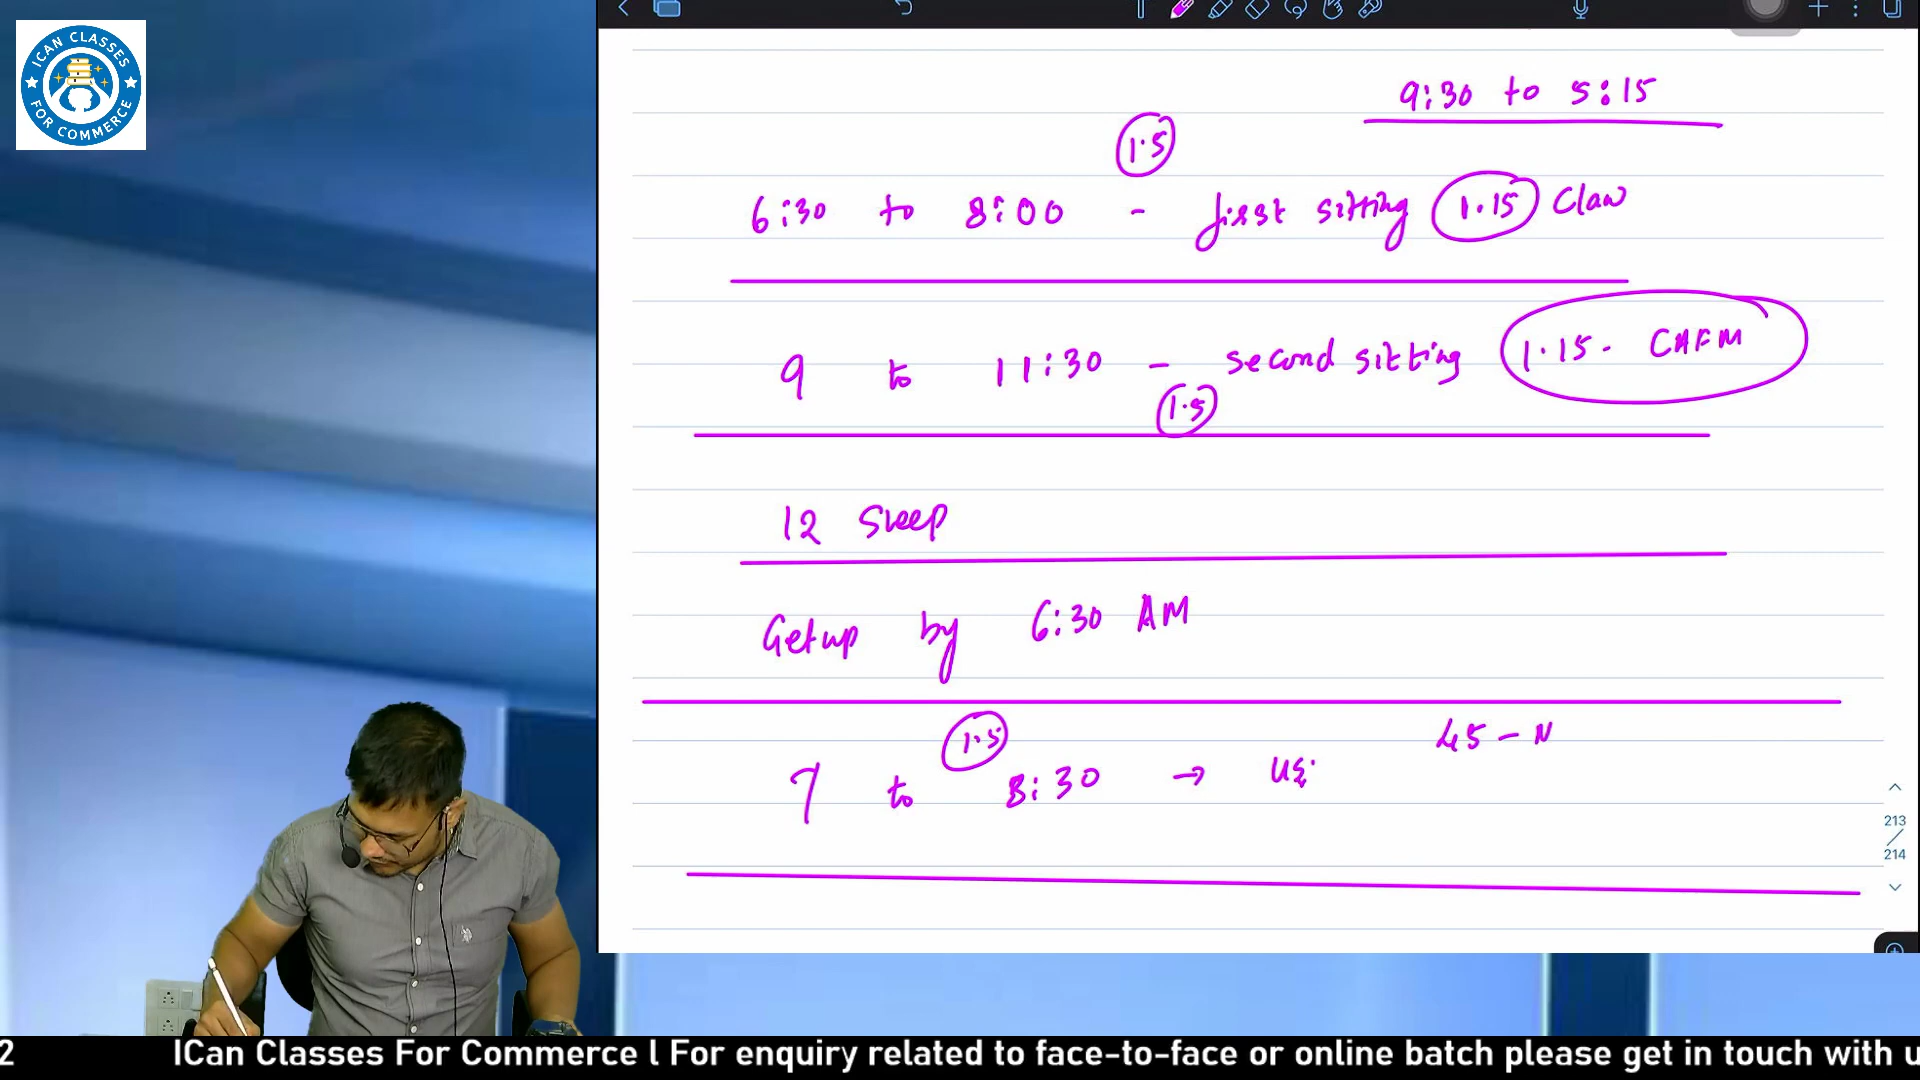 ICAN CLASSES
FOR COMMERCE
9:30 to 5:15
1.5
6:30 to 8:00 - first sitting 1.15 Claw
9 to 11:30 - second sitting 1.15 - CAFM
1.5
12 Sleep
Getup by 6:30 AM
1.5
45 - N
7 to 8:30 →
213
214
2 ICan Classes For Commerce l For enquiry related to face-to-face or online batch please get in touch with u